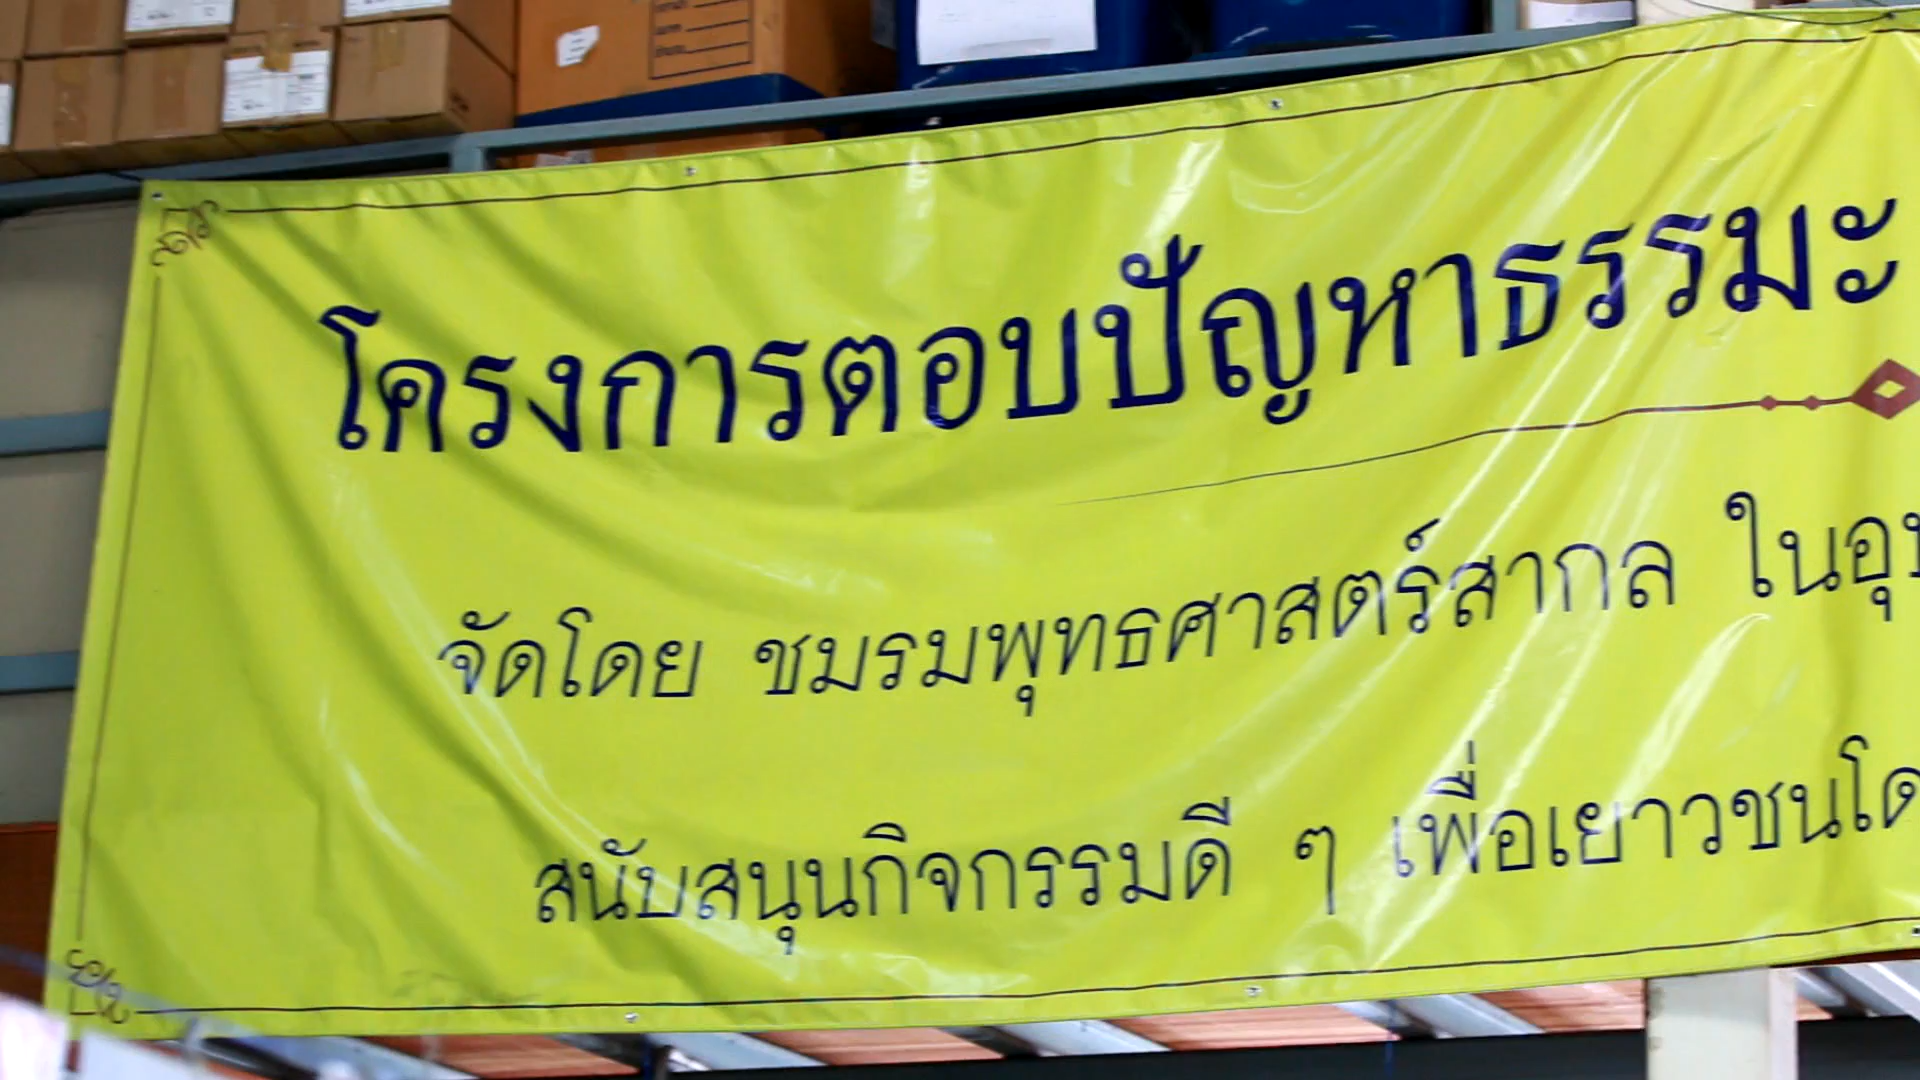 โครงการตอบปัญหาธรรมะ
จัดโดย ชมรมพุทธศาสตร์สากล
สนับสนุนกิจกรรมดี ๆ เพื่อเยาวชน